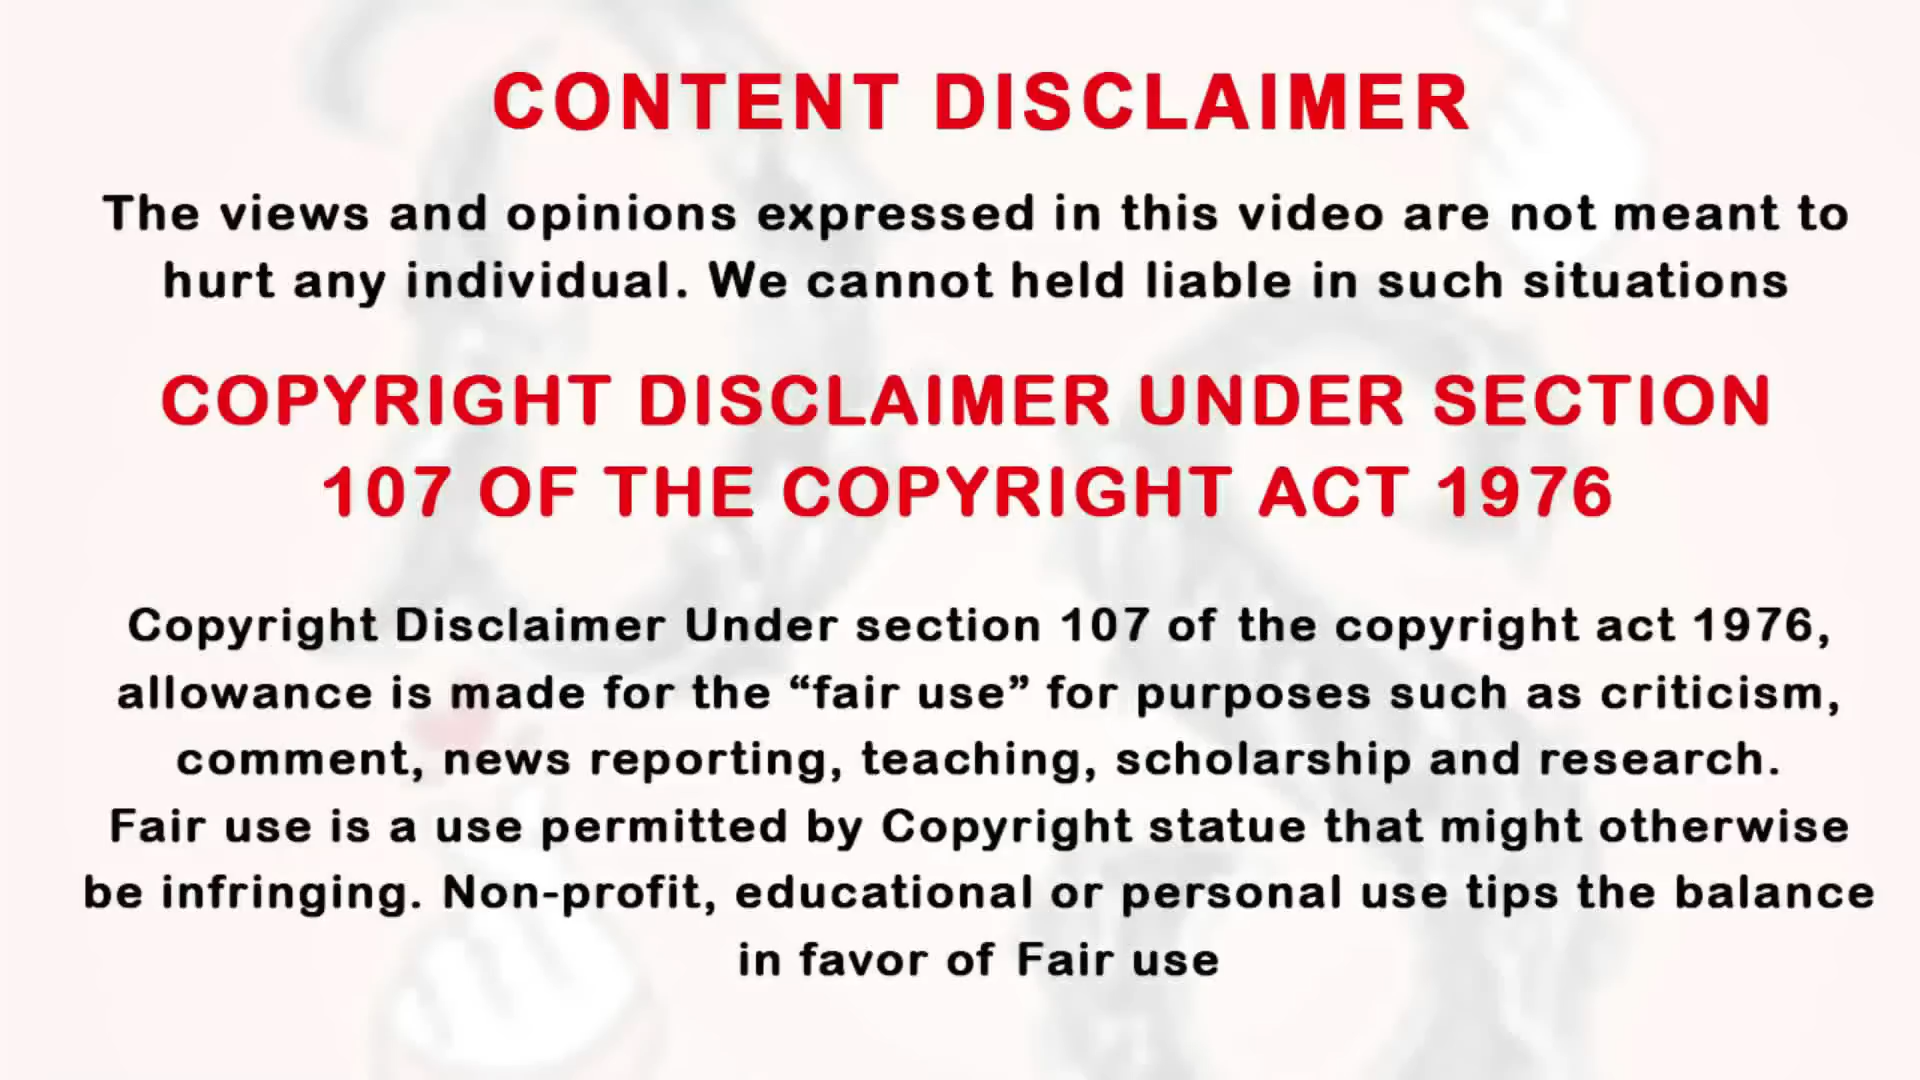 CONTENT DISCLAIMER
The views and opinions expressed in this video are not meant to
hurt any individual. We cannot held liable in such situations
COPYRIGHT DISCLAIMER UNDER SECTION
107 OF THE COPYRIGHT ACT 1976
Copyright Disclaimer Under section 107 of the copyright act 1976,
allowance is made for the “fair use” for purposes such as criticism,
comment, news reporting, teaching, scholarship and research.
Fair use is a use permitted by Copyright statue that might otherwise
be infringing. Non-profit, educational or personal use tips the balance
in favor of Fair use